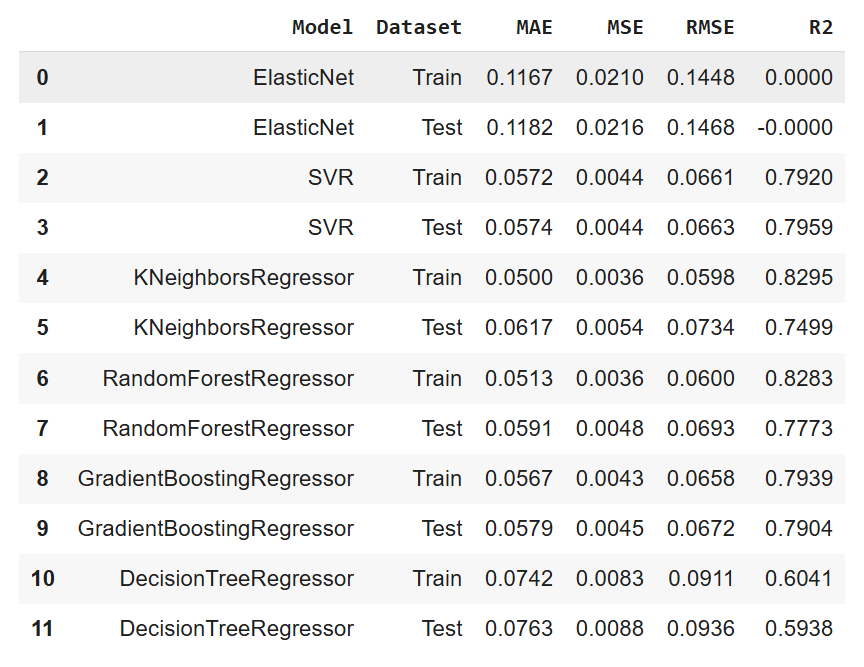 Model Dataset MAE MSE RMSE R2
0 ElasticNet Train 0.1167 0.0210 0.1448 0.0000
1 ElasticNet Test 0.1182 0.0216 0.1468 -0.0000
2 SVR Train 0.0572 0.0044 0.0661 0.7920
3 SVR Test 0.0574 0.0044 0.0663 0.7959
4 KNeighborsRegressor Train 0.0500 0.0036 0.0598 0.8295
5 KNeighborsRegressor Test 0.0617 0.0054 0.0734 0.7499
6 RandomForestRegressor Train 0.0513 0.0036 0.0600 0.8283
7 RandomForestRegressor Test 0.0591 0.0048 0.0693 0.7773
8 GradientBoostingRegressor Train 0.0567 0.0043 0.0658 0.7939
9 GradientBoostingRegressor Test 0.0579 0.0045 0.0672 0.7904
10 DecisionTreeRegressor Train 0.0742 0.0083 0.0911 0.6041
11 DecisionTreeRegressor Test 0.0763 0.0088 0.0936 0.5938